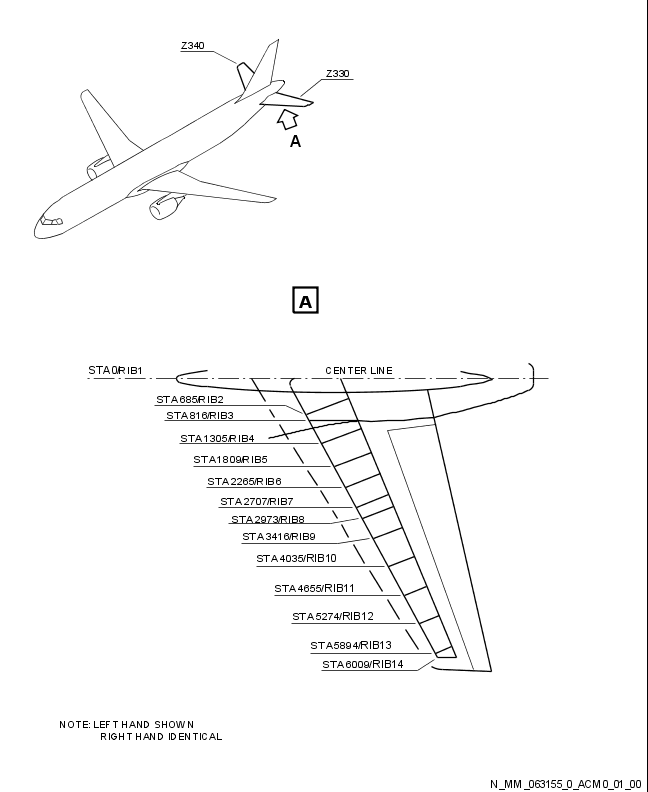 Z340
Z330
A
A
STA0/RIB1
CENTER LINE
STA685/RIB2
STA816/RIB3
STA1305/RIB4
STA1809/RIB5
STA2265/RIB6
STA2707/RIB7
STA2973/RIB8
STA3416/RIB9
STA4035/RIB10
STA4655/RIB11
STA5274/RIB12
STA5894/RIB13
STA6009/RIB14
NOTE: LEFT HAND SHOWN
RIGHT HAND IDENTICAL
N_MM_063155_0_ACM0_01_00